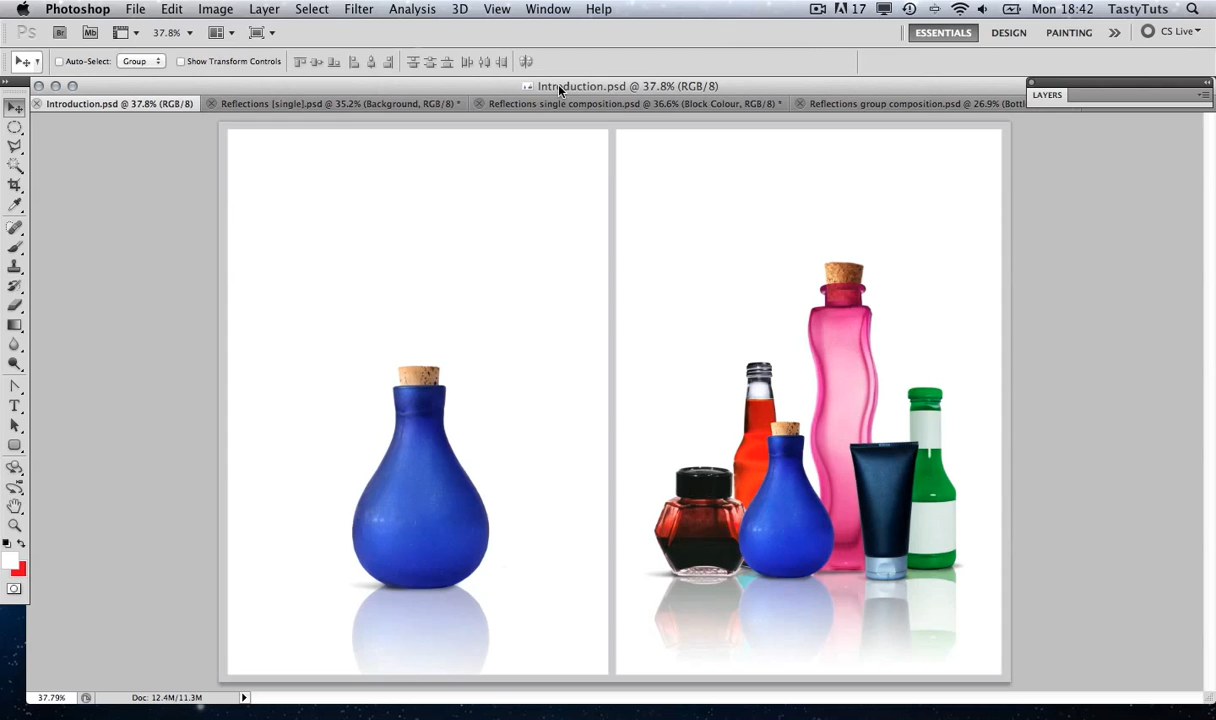 Photoshop File Edit Image Layer Select Filter Analysis 3D View Window Help 17 Mon 18:42 TastyTuts
Ps Br Mb 37.8% ESSENTIALS DESIGN PAINTING CS Live
Auto-Select: Group Show Transform Controls
Introduction.psd @ 37.8% (RGB/8)
Introduction.psd @ 37.8% (RGB/8) Reflections [single].psd @ 35.2% (Background, RGB/8) * Reflections single composition.psd @ 36.6% (Block Colour, RGB/8) * Reflections group composition.psd @ 26.9%
LAYERS
T
37.79% Doc: 12.4M/11.3M